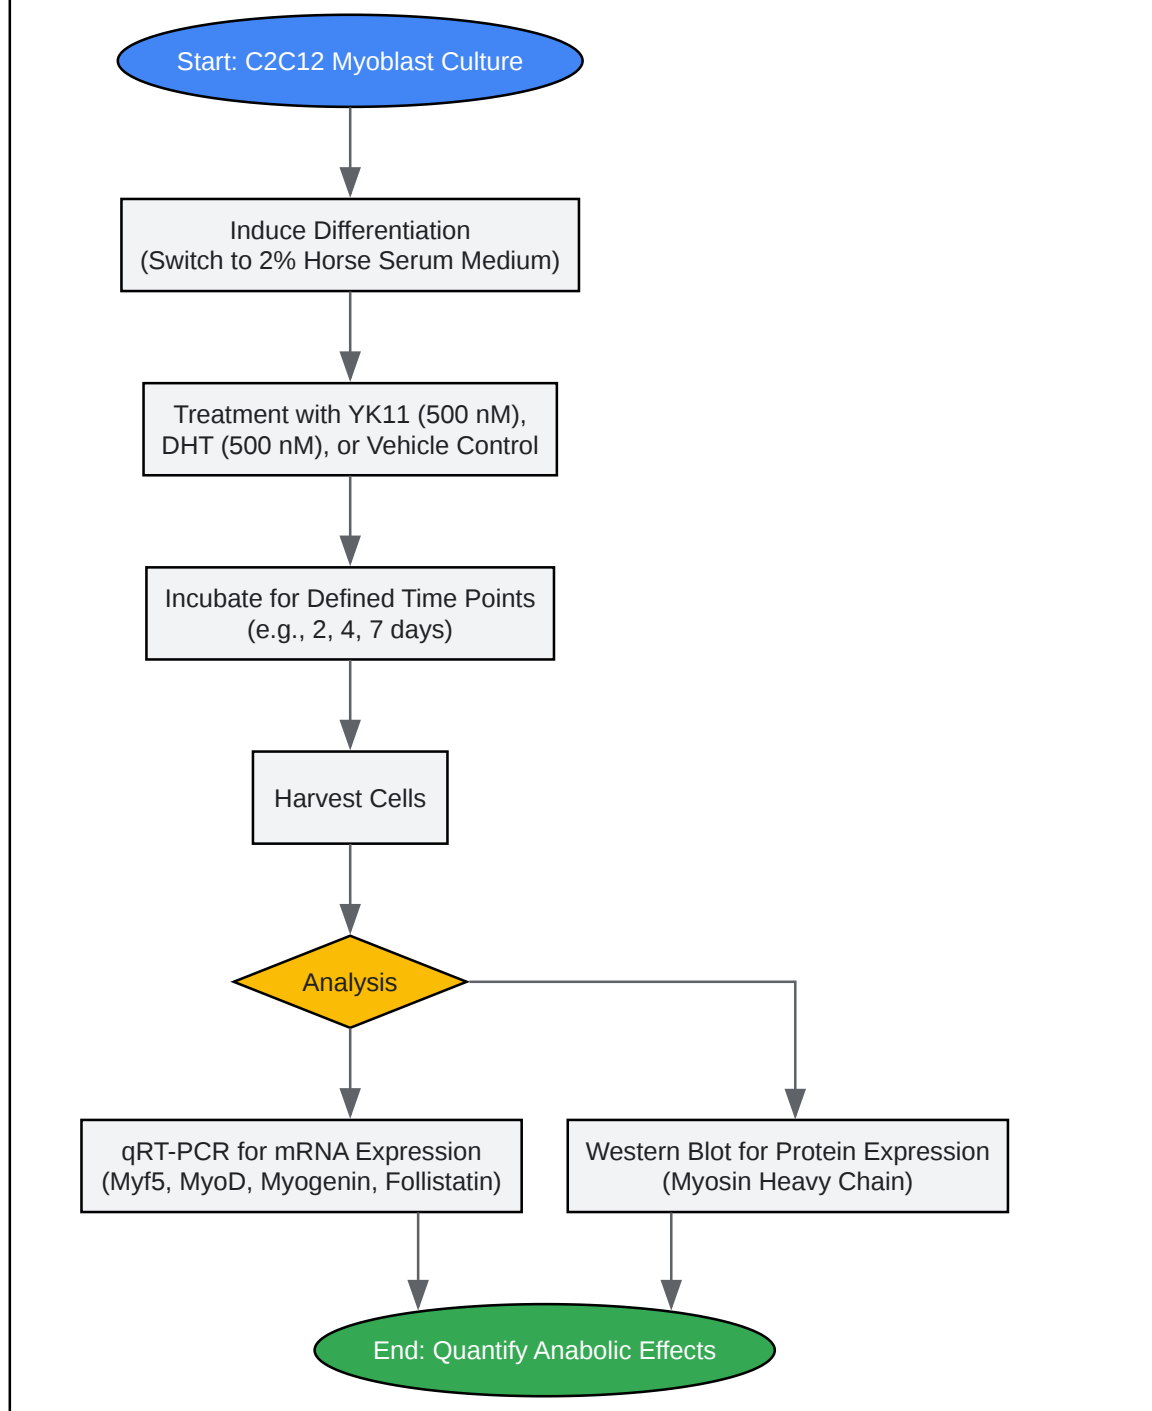 Start: C2C12 Myoblast Culture
Induce Differentiation
(Switch to 2% Horse Serum Medium)
Treatment with YK11 (500 nM),
DHT (500 nM), or Vehicle Control
Incubate for Defined Time Points
(e.g., 2, 4, 7 days)
Harvest Cells
Analysis
qRT-PCR for mRNA Expression
(Myf5, MyoD, Myogenin, Follistatin)
Western Blot for Protein Expression
(Myosin Heavy Chain)
End: Quantify Anabolic Effects